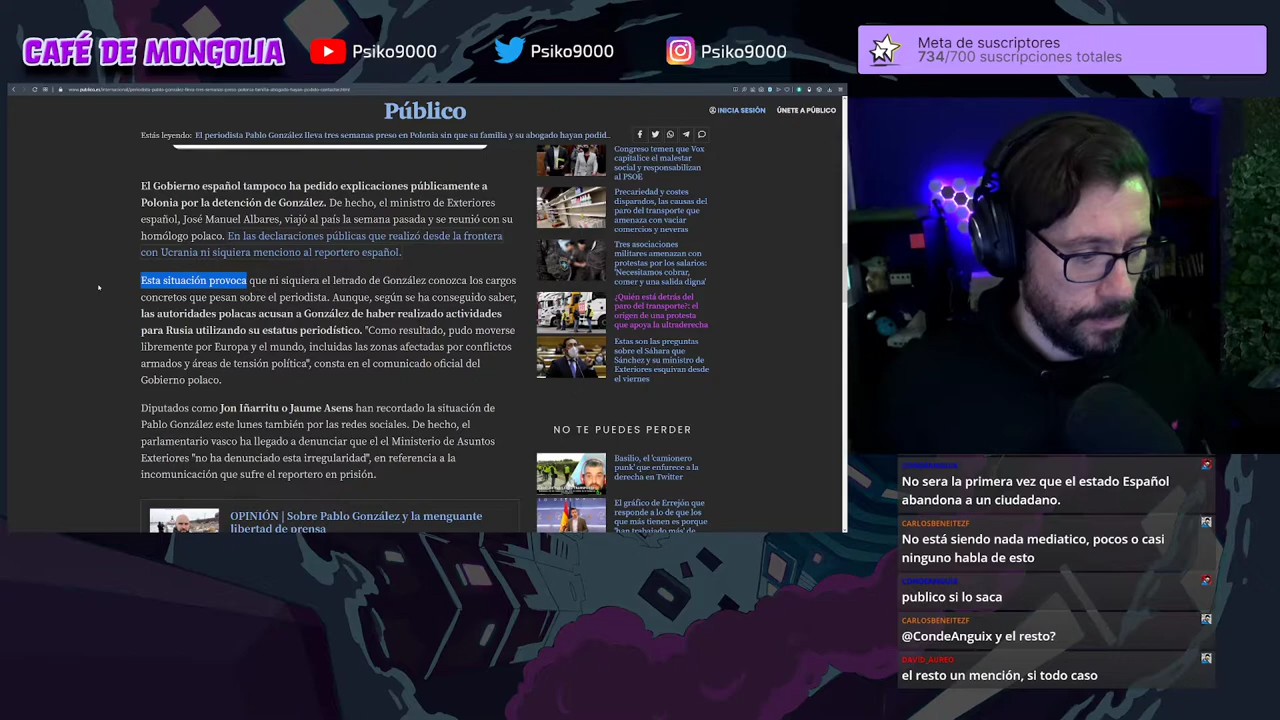 CAFÉ DE MONGOLIA
Psiko9000
Psiko9000
Psiko9000
Meta de suscriptores
734/700 suscripciones totales
Público
INICIA SESIÓN
ÚNETE A PÚBLICO
Estás leyendo: El periodista Pablo González lleva tres semanas preso en Polonia sin que su familia y su abogado hayan podid...
El Gobierno español tampoco ha pedido explicaciones públicamente a
Polonia por la detención de González. De hecho, el ministro de Exteriores
español, José Manuel Albares, viajó al país la semana pasada y se reunió con su
homólogo polaco. En las declaraciones públicas que realizó desde la frontera
con Ucrania ni siquiera menciono al reportero español.
Esta situación provoca que ni siquiera el letrado de González conozca los cargos
concretos que pesan sobre el periodista. Aunque, según se ha conseguido saber,
las autoridades polacas acusan a González de haber realizado actividades
para Rusia utilizando su estatus periodístico. "Como resultado, pudo moverse
libremente por Europa y el mundo, incluidas las zonas afectadas por conflictos
armados y áreas de tensión política", consta en el comunicado oficial del
Gobierno polaco.
Diputados como Jon Iñarritu o Jaume Asens han recordado la situación de
Pablo González este lunes también por las redes sociales. De hecho, el
parlamentario vasco ha llegado a denunciar que el el Ministerio de Asuntos
Exteriores "no ha denunciado esta irregularidad", en referencia a la
incomunicación que sufre el reportero en prisión.
OPINIÓN | Sobre Pablo González y la menguante
libertad de prensa
Congreso temen que Vox
capitalice el malestar
social y responsabilizan
al PSOE
Precariedad y costes
disparados, las causas del
paro del transporte que
amenaza con vaciar
comercios y neveras
Tres asociaciones
militares amenazan con
protestas por los salarios:
'Necesitamos cobrar,
comer y una salida digna'
¿Quién está detrás del
paro del transporte?: el
origen de una protesta
que apoya la ultraderecha
Estas son las preguntas
sobre el Sáhara que
Sánchez y su ministro de
Exteriores esquivan desde
el viernes
NO TE PUEDES PERDER
Basilio, el 'camionero
punk' que enfurece a la
derecha en Twitter
El gráfico de Errejón que
responde a lo de que los
que más tienen es porque
'han trabajado más' de
No sera la primera vez que el estado Español
abandona a un ciudadano.
CARLOSBENEITEZF
No está siendo nada mediatico, pocos o casi
ninguno habla de esto
CONDEANGUIX
publico si lo saca
CARLOSBENEITEZF
@CondeAnguix y el resto?
DAVID_AUREO
el resto un mención, si todo caso